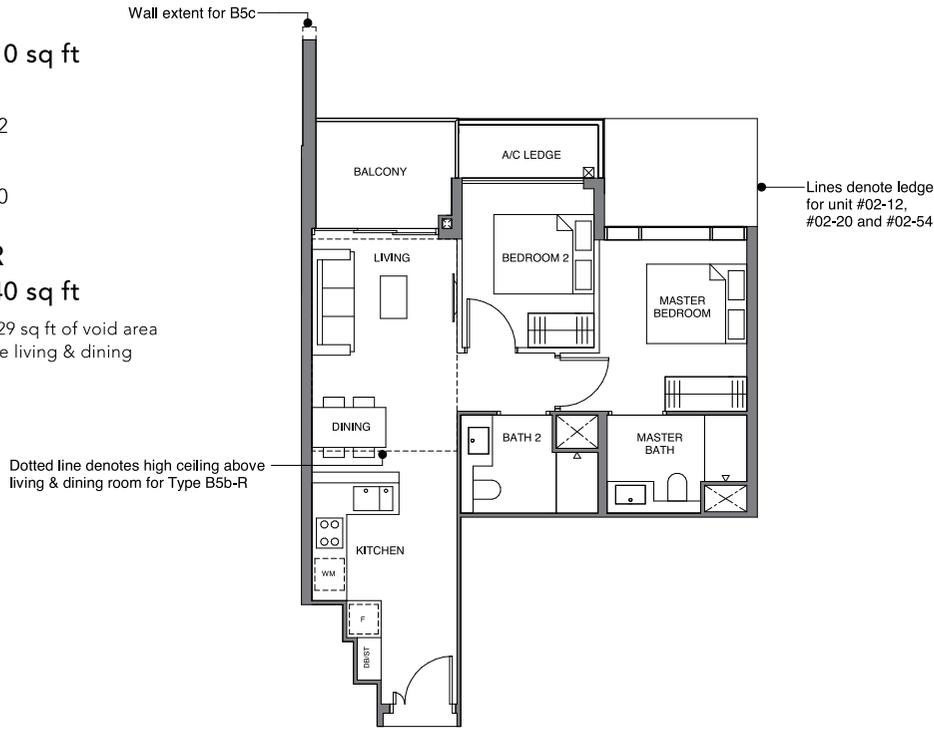 Wall extent for B5c
0 sq ft
2
0
R
40 sq ft
29 sq ft of void area
e living & dining
BALCONY
A/C LEDGE
Lines denote ledge
for unit #02-12,
#02-20 and #02-54
LIVING
BEDROOM 2
MASTER
BEDROOM
DINING
BATH 2
MASTER
BATH
Dotted line denotes high ceiling above
living & dining room for Type B5b-R
KITCHEN
WM
F
DB/ST